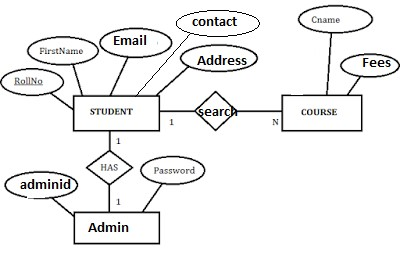 contact
Cname
Email
FirstName
Address
Fees
RollNo
STUDENT
search
COURSE
1
N
1
HAS
Password
adminid
1
Admin